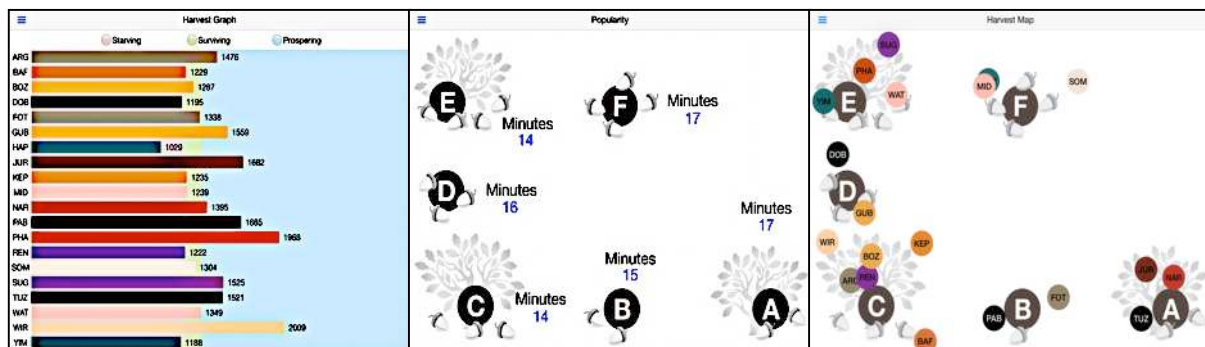 Harvest Graph
Starving Surviving Prospering
ARG 1476
BAF 1229
BOZ 1287
DOB 1195
FOT 1338
GUB 1559
HAP 1029
JUR 1682
KEP 1235
MID 1239
NAR 1395
PAB 1665
PHA 1968
REN 1222
SOM 1304
SUG 1525
TUZ 1521
WAT 1349
WIR 2009
YIM 1188
Popularity
E
Minutes
14
F
Minutes
17
D
Minutes
16
Minutes
17
C
Minutes
14
Minutes
15
B
A
Harvest Map
SUG
PHA
YIM
E
WAT
MID
F
SOM
DOB
D
GUB
WIR
BOZ
KEP
ARG
REN
C
BAF
PAB
B
FOT
JUR
NAR
TUZ
A